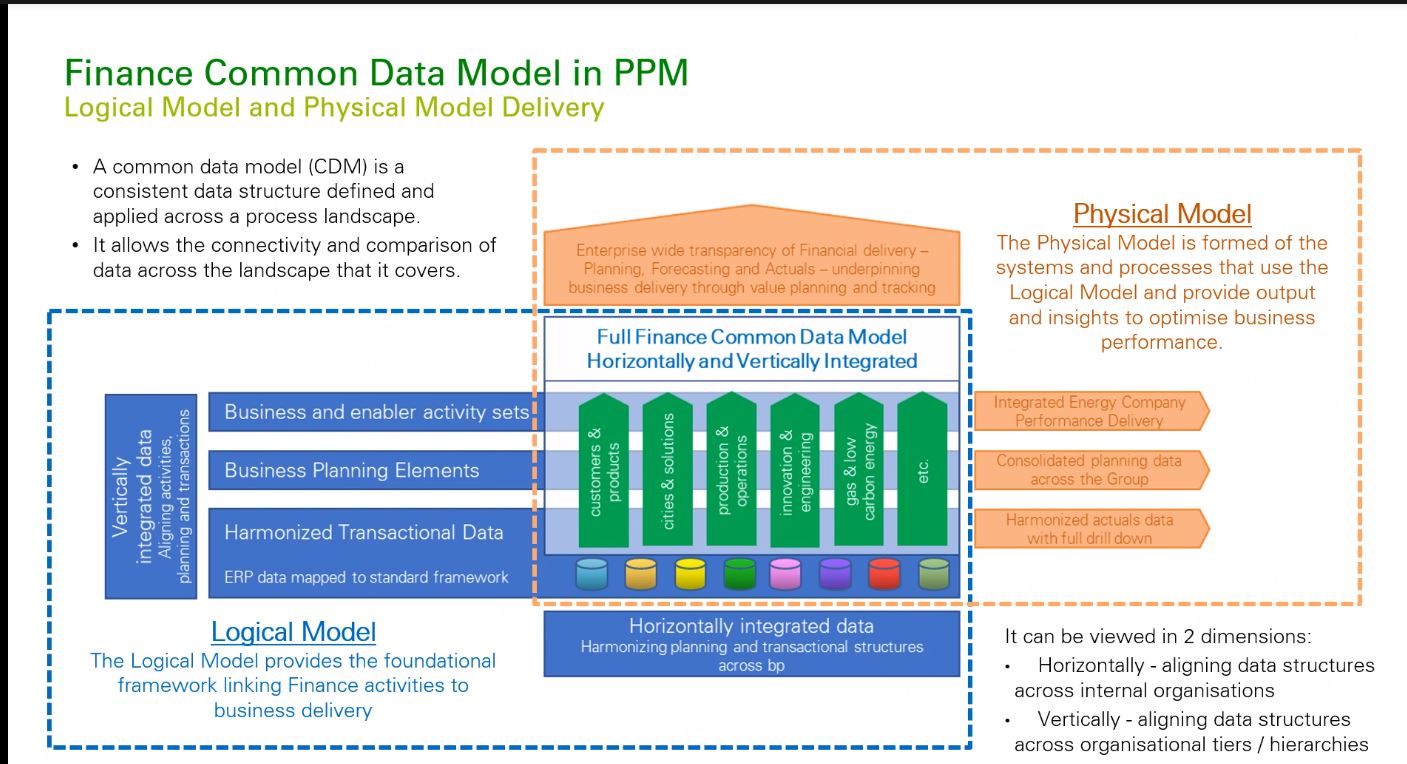 Finance Common Data Model in PPM
Logical Model and Physical Model Delivery
• A common data model (CDM) is a
consistent data structure defined and
applied across a process landscape.
• It allows the connectivity and comparison of
data across the landscape that it covers.
Enterprise wide transparency of Financial delivery –
Planning, Forecasting and Actuals – underpinning
business delivery through value planning and tracking
Physical Model
The Physical Model is formed of the
systems and processes that use the
Logical Model and provide output
and insights to optimise business
performance.
Full Finance Common Data Model
Horizontally and Vertically Integrated
Vertically
integrated data
Aligning activities,
planning and transactions
Business and enabler activity sets
Business Planning Elements
Harmonized Transactional Data
ERP data mapped to standard framework
customers &
products
cities & solutions
production &
operations
innovation &
engineering
gas & low
carbon energy
etc.
Integrated Energy Company
Performance Delivery
Consolidated planning data
across the Group
Harmonized actuals data
with full drill down
Logical Model
The Logical Model provides the foundational
framework linking Finance activities to
business delivery
Horizontally integrated data
Harmonizing planning and transactional structures
across bp
It can be viewed in 2 dimensions:
• Horizontally - aligning data structures
across internal organisations
• Vertically - aligning data structures
across organisational tiers / hierarchies